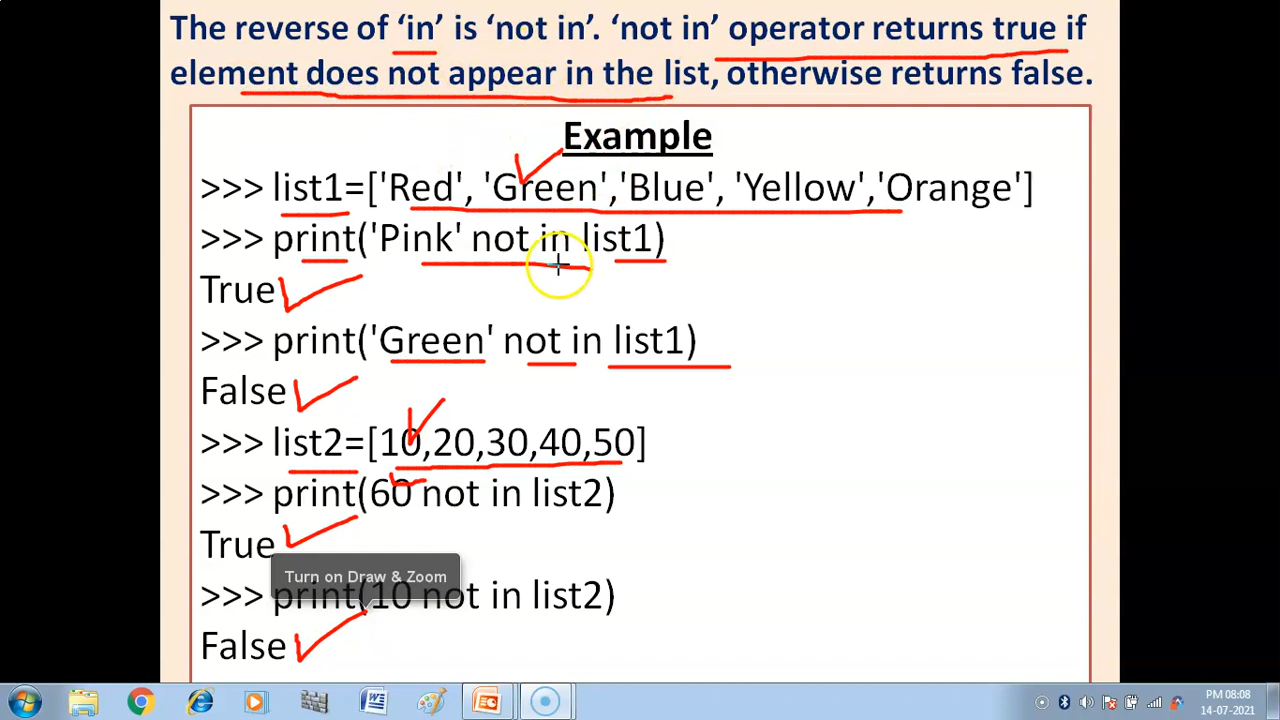 The reverse of ‘in’ is ‘not in’. ‘not in’ operator returns true if
element does not appear in the list, otherwise returns false.
Example
>>> list1=['Red', 'Green','Blue', 'Yellow','Orange']
>>> print('Pink' not in list1)
True
>>> print('Green' not in list1)
False
>>> list2=[10,20,30,40,50]
>>> print(60 not in list2)
True
Turn on Draw & Zoom
>>> print(10 not in list2)
False
PM 08:08
14-07-2021